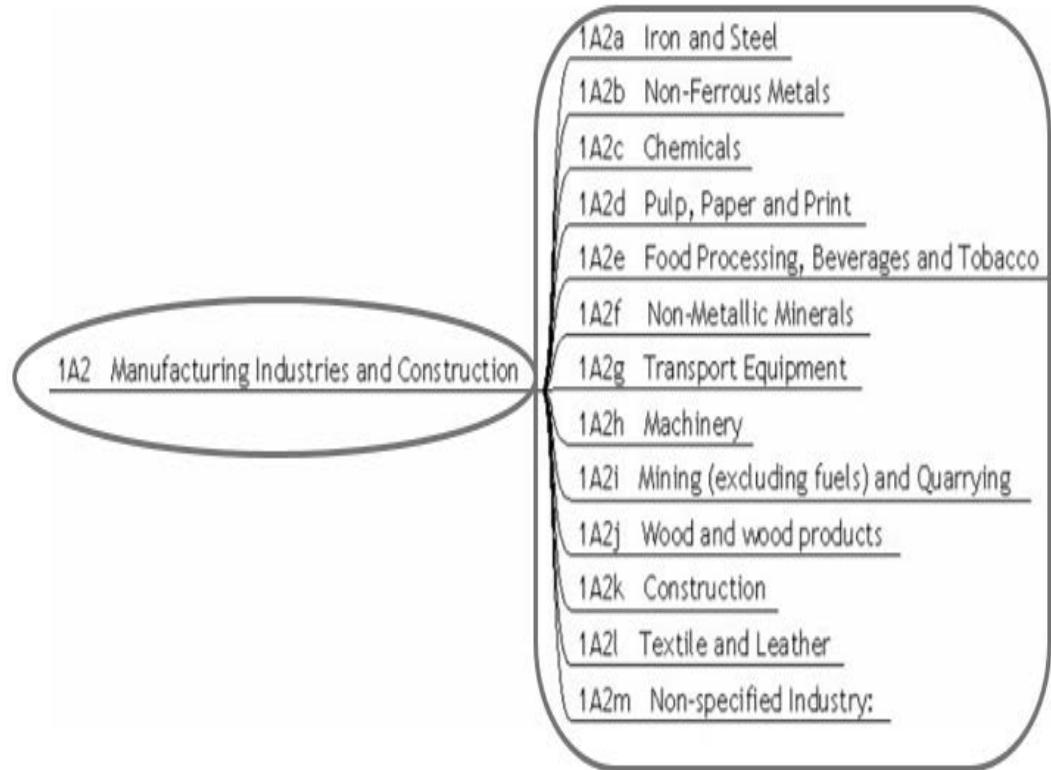 1A2a Iron and Steel
1A2b Non-Ferrous Metals
1A2c Chemicals
1A2d Pulp, Paper and Print
1A2e Food Processing, Beverages and Tobacco
1A2f Non-Metallic Minerals
1A2 Manufacturing Industries and Construction
1A2g Transport Equipment
1A2h Machinery
1A2i Mining (excluding fuels) and Quarrying
1A2j Wood and wood products
1A2k Construction
1A2l Textile and Leather
1A2m Non-specified Industry: